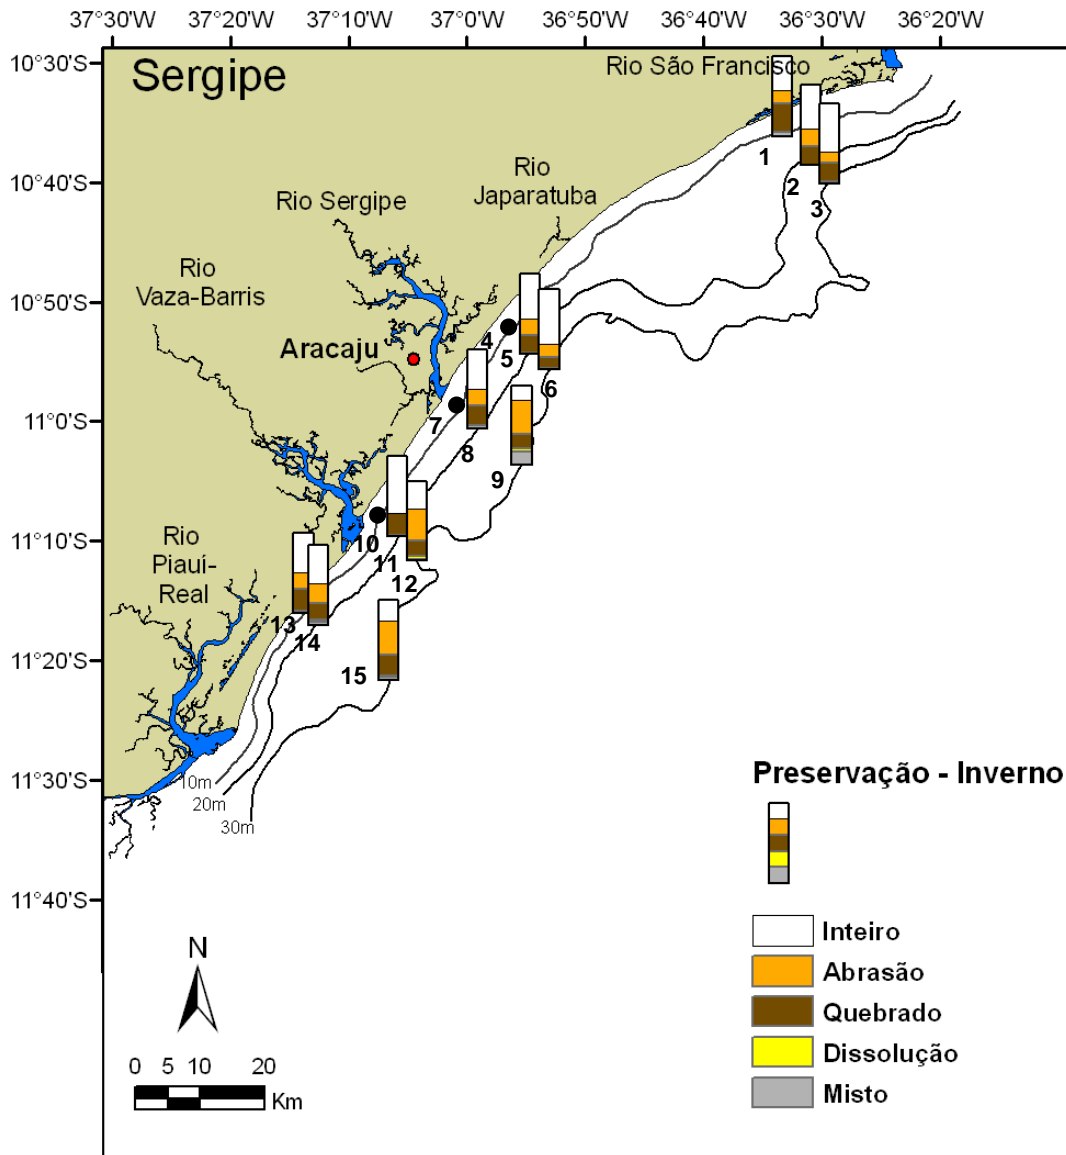 37°30'W 37°20'W 37°10'W 37°0'W 36°50'W 36°40'W 36°30'W 36°20'W
10°30'S
Sergipe
Rio São Francisco
1
2
3
10°40'S
Rio
Japaratuba
Rio Sergipe
Rio
Vaza-Barris
10°50'S
Aracaju
4
5
6
11°0'S
7
8
9
11°10'S
10
11
12
Rio
Piauí-
Real
13
14
15
11°20'S
11°30'S
10m
20m
30m
11°40'S
Preservação - Inverno
Inteiro
Abrasão
Quebrado
Dissolução
Misto
N
0 5 10 20
Km